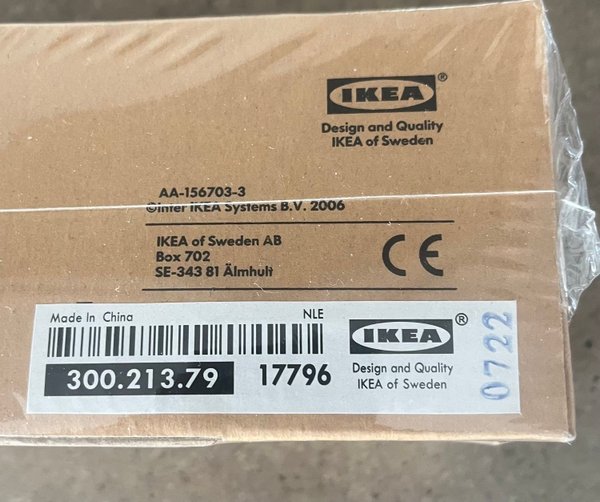 IKEA®
Design and Quality
IKEA of Sweden
AA-156703-3
©Inter IKEA Systems B.V. 2006
IKEA of Sweden AB
Box 702
SE-343 81 Älmhult
CE
Made In China
NLE
300.213.79
17796
IKEA®
Design and Quality
IKEA of Sweden
0722